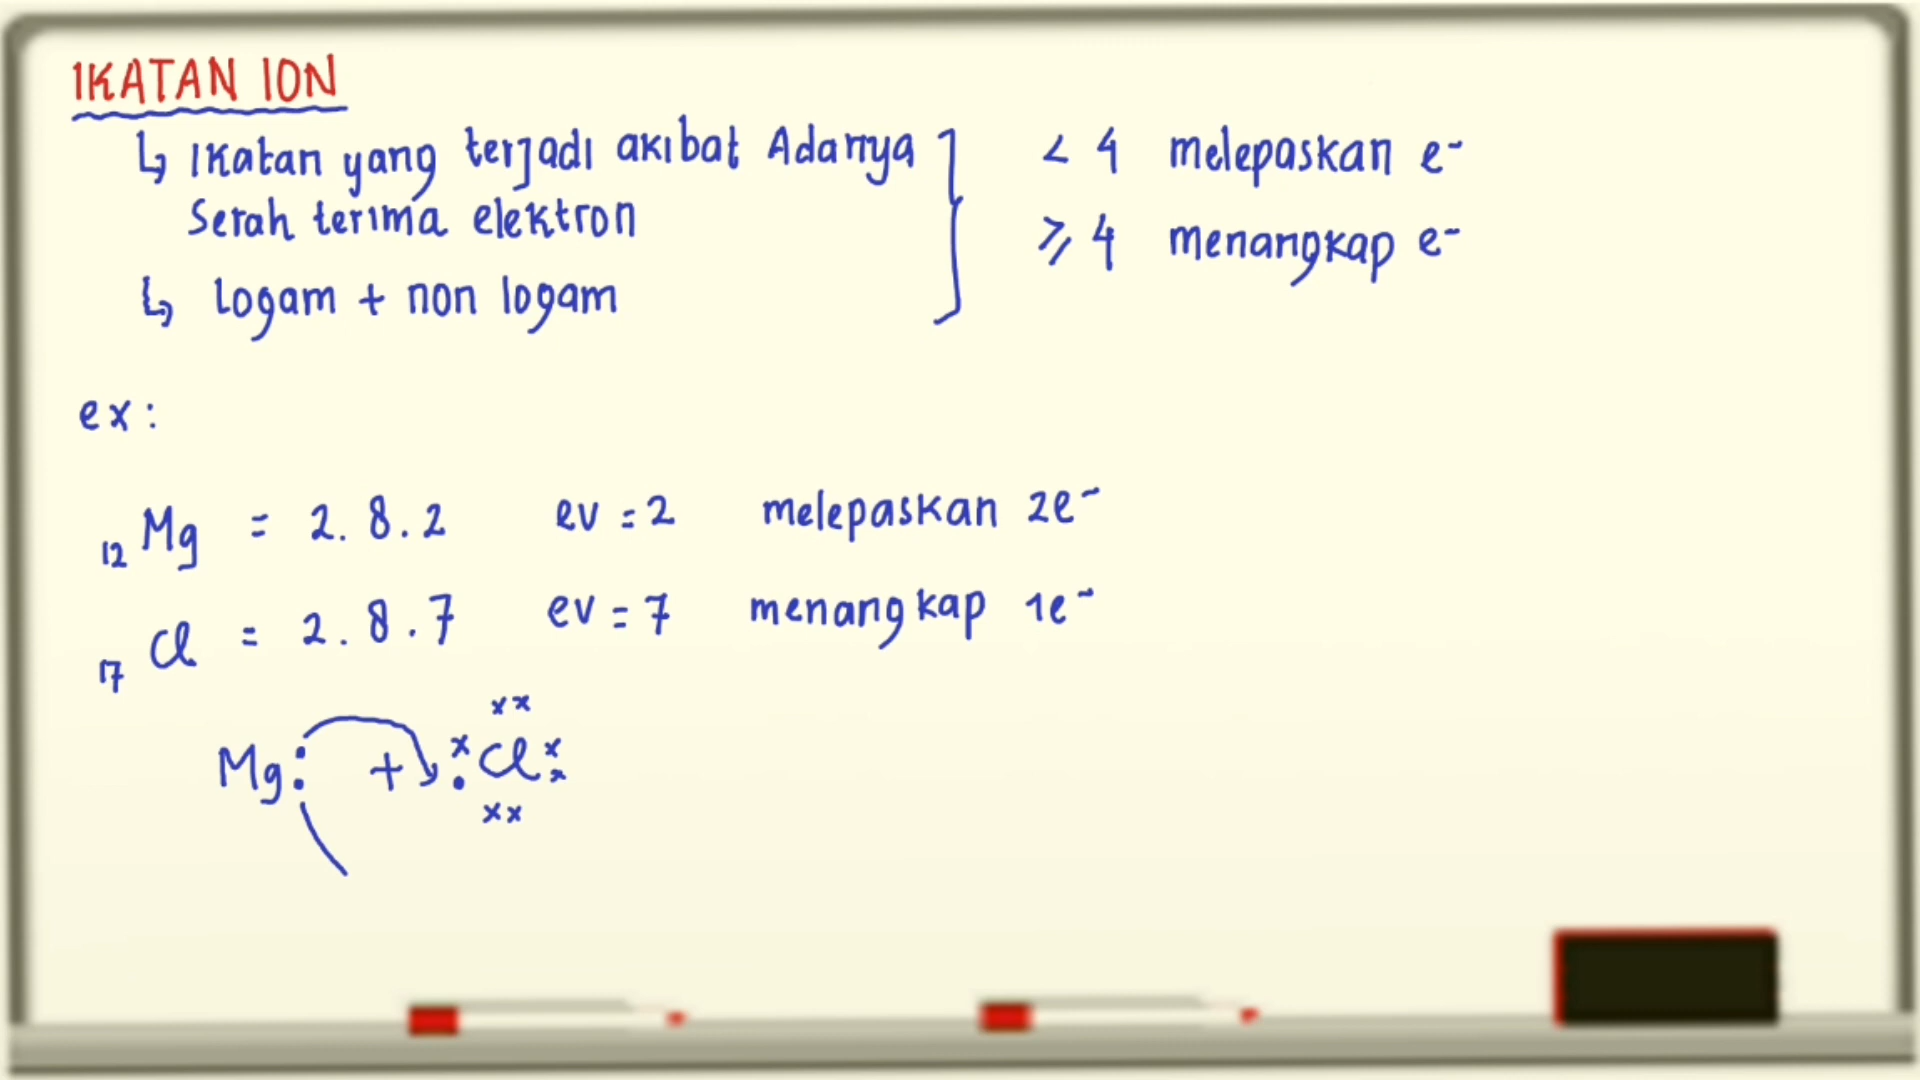 IKATAN ION
↳ Ikatan yang terjadi akibat Adanya
Serah terima elektron
↳ Logam + non logam
< 4 melepaskan e⁻
≥ 4 menangkap e⁻
ex:
₁₂Mg = 2. 8. 2 ev = 2 melepaskan 2e⁻
₁₇Cl = 2. 8. 7 ev = 7 menangkap 1e⁻
Mg: + Cl